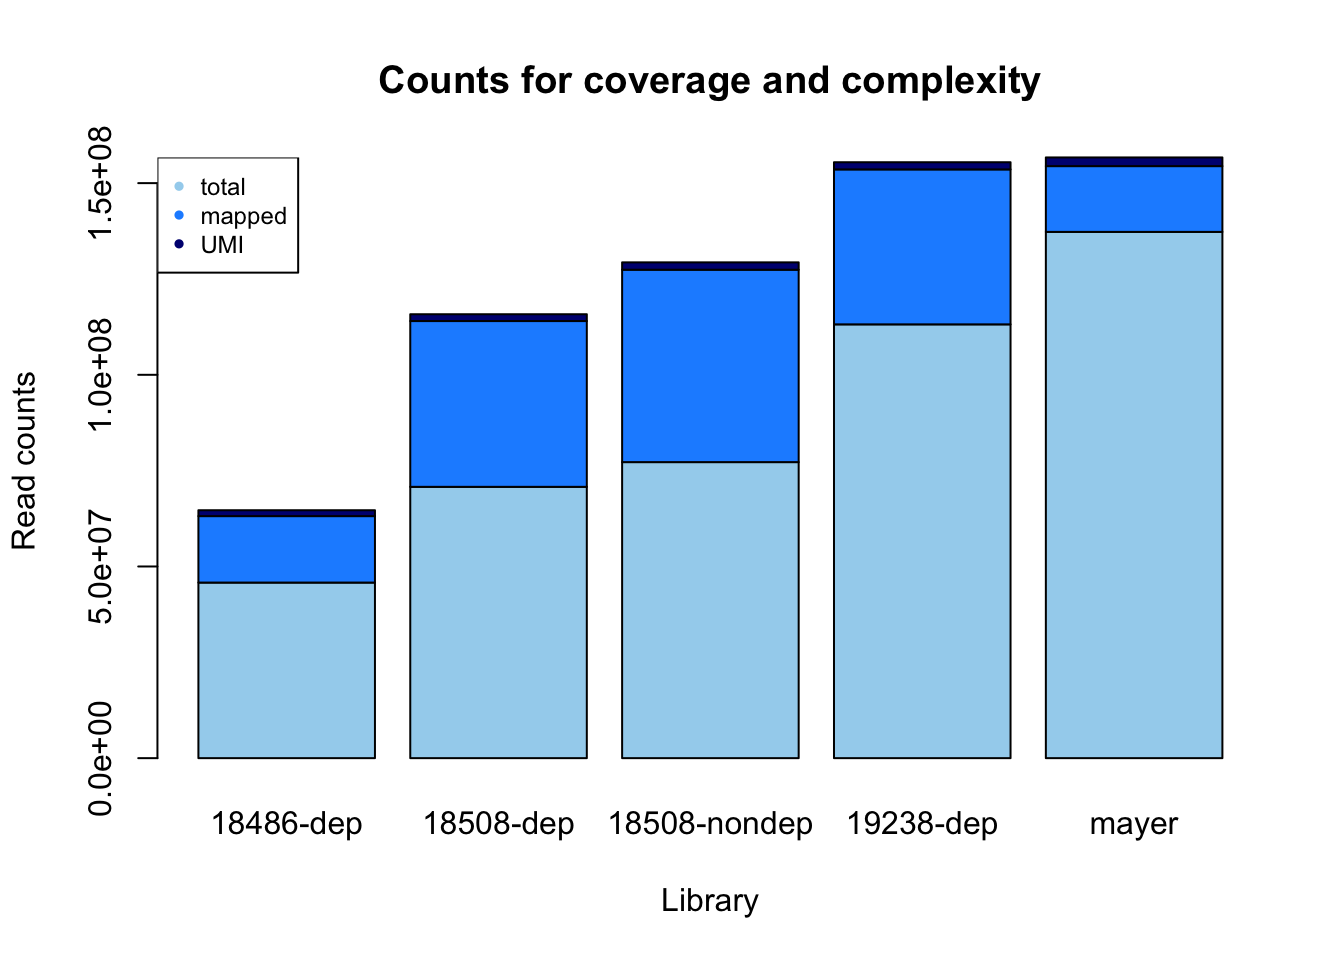 Counts for coverage and complexity
total
mapped
UMI
Read counts
0.0e+00
5.0e+07
1.0e+08
1.5e+08
18486-dep
18508-dep
18508-nondep
19238-dep
mayer
Library